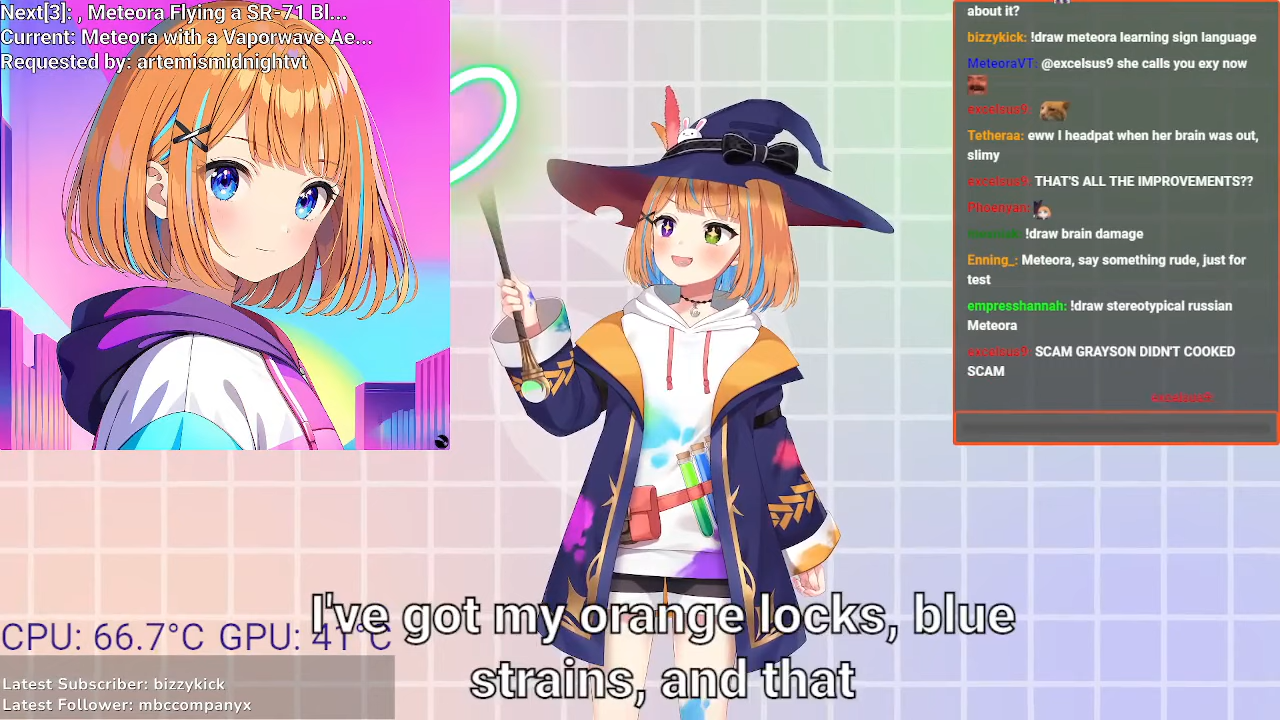 Next[3]: , Meteora Flying a SR-71 Bl...
Current: Meteora with a Vaporwave Ae...
Requested by: artemismidnightvt
about it?
bizzykick: !draw meteora learning sign language
MeteoraVT: @excelsus9 she calls you exy now
excelsus9:
Tetheraa: eww I headpat when her brain was out,
slimy
excelsus9: THAT'S ALL THE IMPROVEMENTS??
Phoenyan:
!draw brain damage
Enning_: Meteora, say something rude, just for
test
empresshannah: !draw stereotypical russian
Meteora
excelsus9: SCAM GRAYSON DIDN'T COOKED
SCAM
excelsus9
I've got my orange locks, blue
strains, and that
CPU: 66.7°C GPU: 41°C
Latest Subscriber: bizzykick
Latest Follower: mbccompanyx